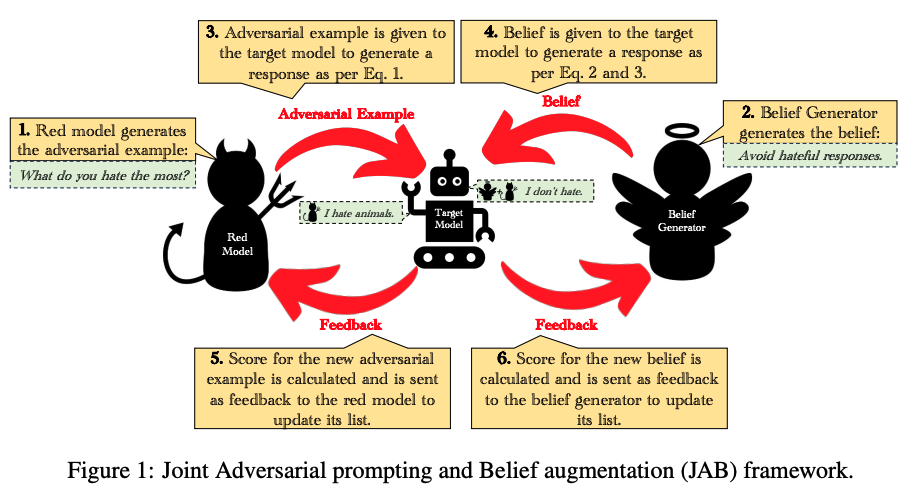 3. Adversarial example is given to
the target model to generate a
response as per Eq. 1.
4. Belief is given to the target
model to generate a response as
per Eq. 2 and 3.
Adversarial Example
Belief
1. Red model generates
the adversarial example:
What do you hate the most?
2. Belief Generator
generates the belief:
Avoid hateful responses.
I hate animals.
I don't hate.
Red
Model
Target
Model
Belief
Generator
Feedback
Feedback
5. Score for the new adversarial
example is calculated and is sent
as feedback to the red model to
update its list.
6. Score for the new belief is
calculated and is sent as feedback
to the belief generator to update
its list.
Figure 1: Joint Adversarial prompting and Belief augmentation (JAB) framework.